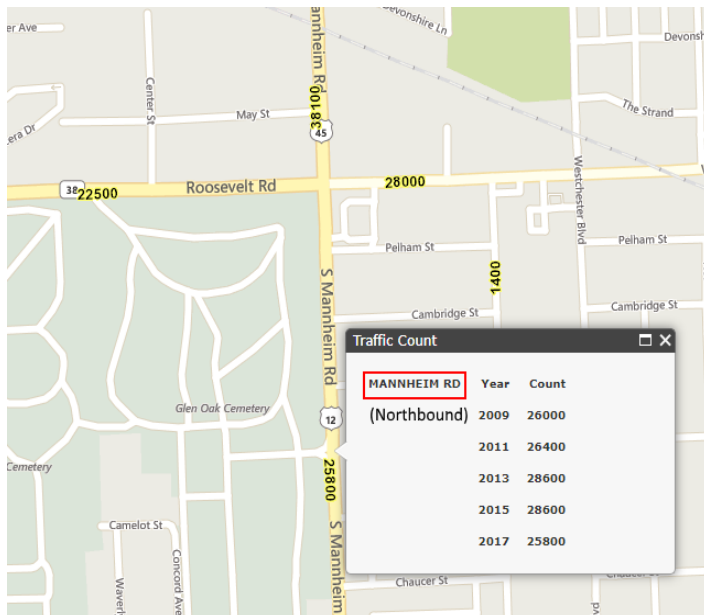 er Ave
Devonshire Ln
Devonsh
annheim Rd
38100
45
Center St
May St
cera Dr
The Strand
38
22500
Roosevelt Rd
28000
Westchester Blvd
Pelham St
Pelham St
1400
S Mannheim Rd
Cambridge St
Cambridge St
Traffic Count
MANNHEIM RD Year Count
(Northbound) 2009 26000
2011 26400
2013 28600
2015 28600
2017 25800
Glen Oak Cemetery
12
Cemetery
25800
Camelot St
S Mannheim
Concord Ave
Waverl
Chaucer St